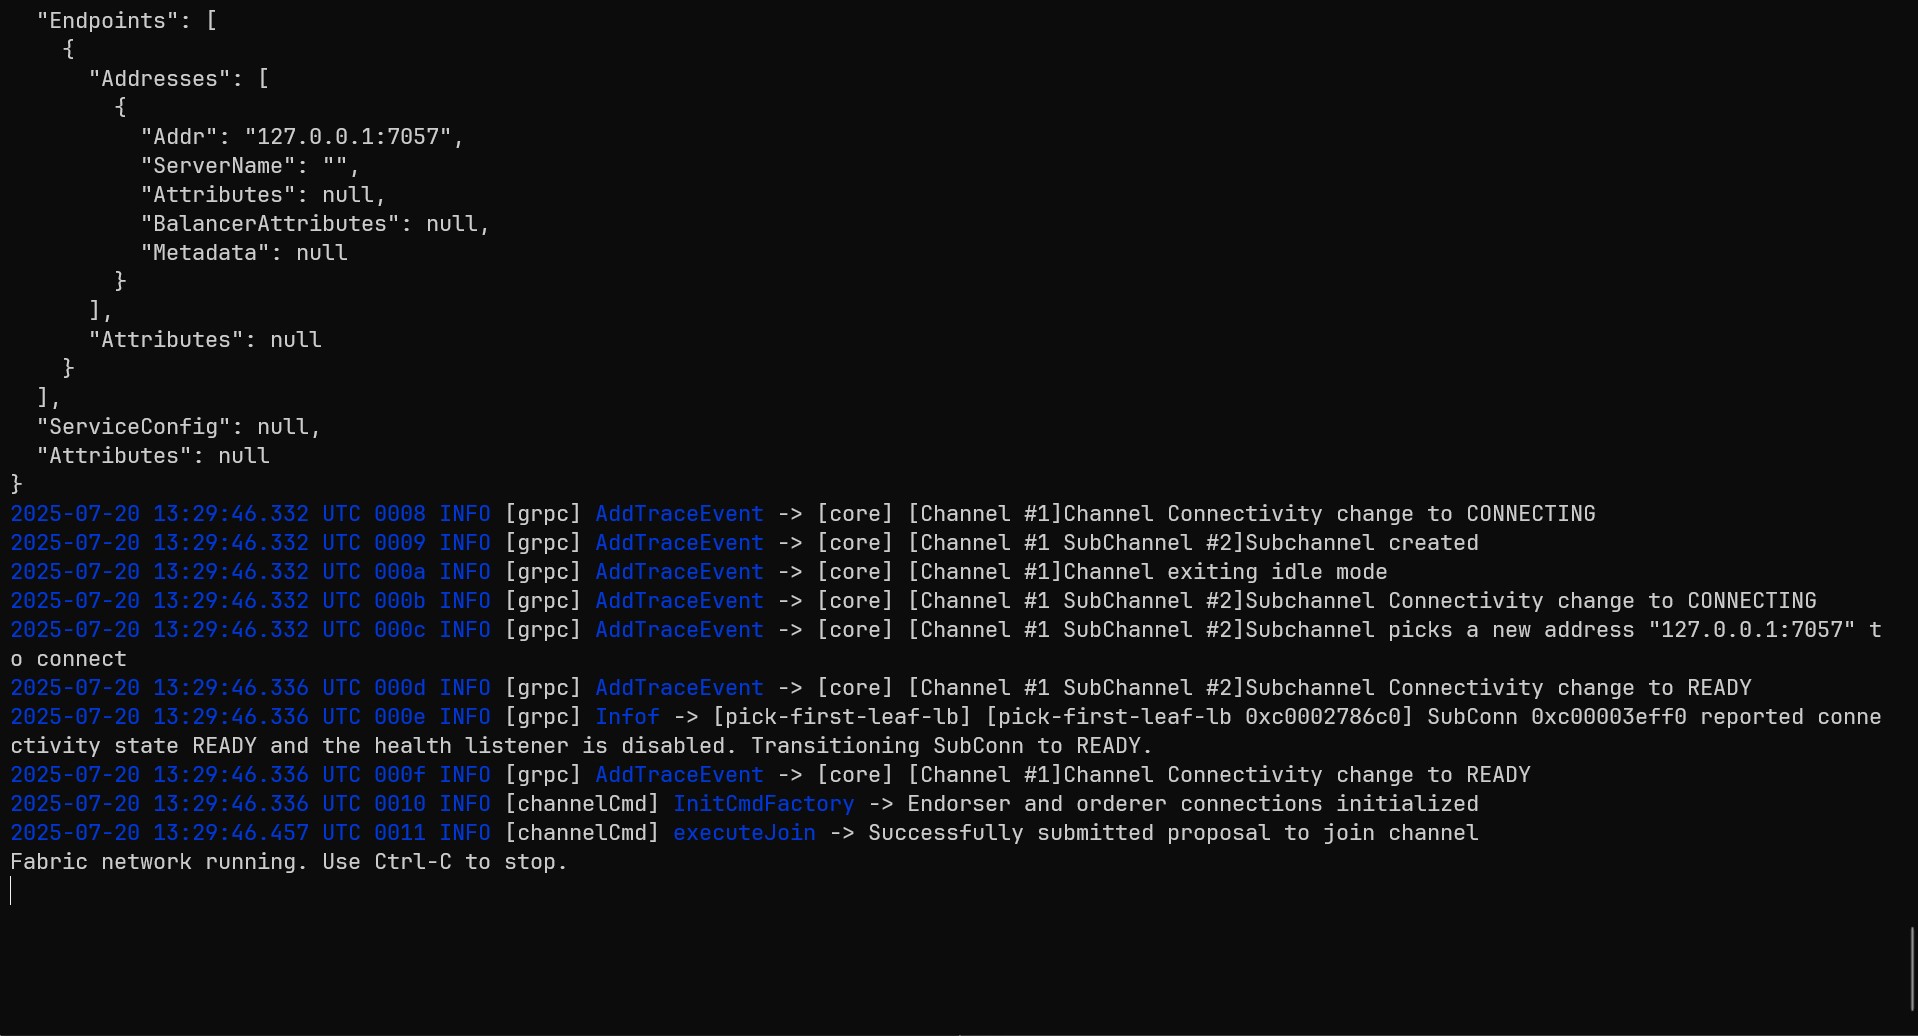 "Endpoints": [
{
"Addresses": [
{
"Addr": "127.0.0.1:7057",
"ServerName": "",
"Attributes": null,
"BalancerAttributes": null,
"Metadata": null
}
],
"Attributes": null
}
],
"ServiceConfig": null,
"Attributes": null
}
2025-07-20 13:29:46.332 UTC 0008 INFO [grpc] AddTraceEvent -> [core] [Channel #1]Channel Connectivity change to CONNECTING
2025-07-20 13:29:46.332 UTC 0009 INFO [grpc] AddTraceEvent -> [core] [Channel #1 SubChannel #2]Subchannel created
2025-07-20 13:29:46.332 UTC 000a INFO [grpc] AddTraceEvent -> [core] [Channel #1]Channel exiting idle mode
2025-07-20 13:29:46.332 UTC 000b INFO [grpc] AddTraceEvent -> [core] [Channel #1 SubChannel #2]Subchannel Connectivity change to CONNECTING
2025-07-20 13:29:46.332 UTC 000c INFO [grpc] AddTraceEvent -> [core] [Channel #1 SubChannel #2]Subchannel picks a new address "127.0.0.1:7057" t
o connect
2025-07-20 13:29:46.336 UTC 000d INFO [grpc] AddTraceEvent -> [core] [Channel #1 SubChannel #2]Subchannel Connectivity change to READY
2025-07-20 13:29:46.336 UTC 000e INFO [grpc] Infof -> [pick-first-leaf-lb] [pick-first-leaf-lb 0xc0002786c0] SubConn 0xc00003eff0 reported conne
ctivity state READY and the health listener is disabled. Transitioning SubConn to READY.
2025-07-20 13:29:46.336 UTC 000f INFO [grpc] AddTraceEvent -> [core] [Channel #1]Channel Connectivity change to READY
2025-07-20 13:29:46.336 UTC 0010 INFO [channelCmd] InitCmdFactory -> Endorser and orderer connections initialized
2025-07-20 13:29:46.457 UTC 0011 INFO [channelCmd] executeJoin -> Successfully submitted proposal to join channel
Fabric network running. Use Ctrl-C to stop.